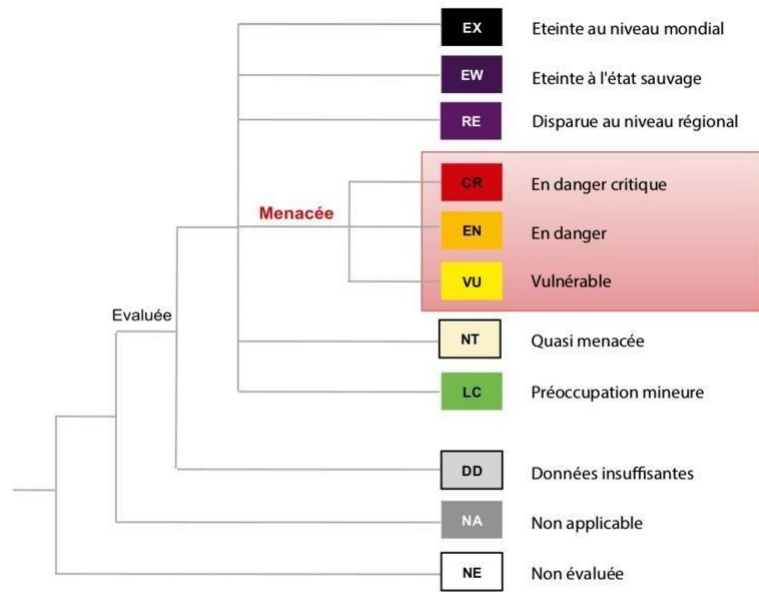 EX Eteinte au niveau mondial
EW Eteinte à l'état sauvage
RE Disparue au niveau régional
CR En danger critique
Menacée
EN En danger
VU Vulnérable
Evaluée
NT Quasi menacée
LC Préoccupation mineure
DD Données insuffisantes
NA Non applicable
NE Non évaluée